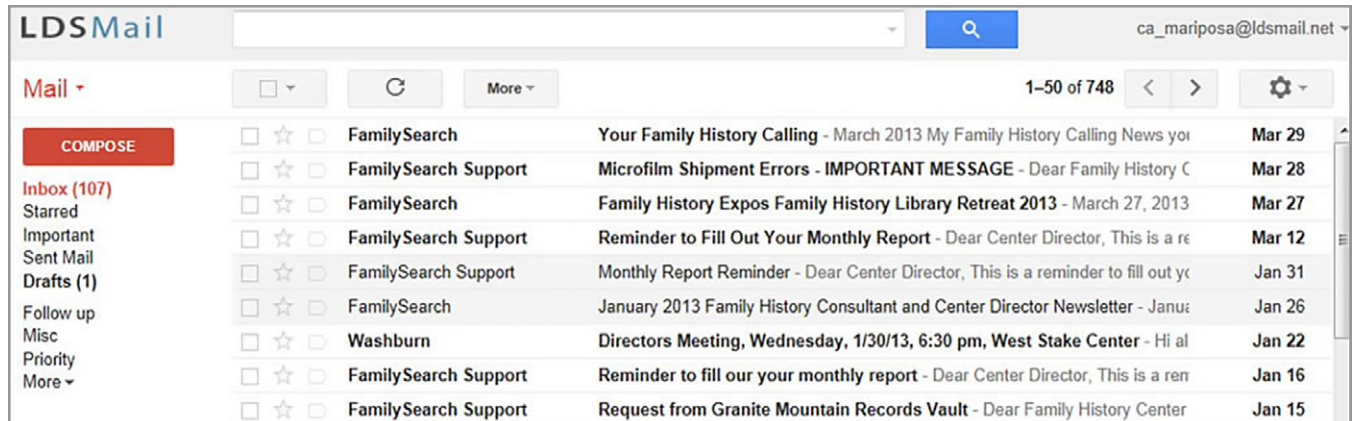 LDSMail
ca_mariposa@ldsmail.net
Mail
More
1–50 of 748
COMPOSE
Inbox (107)
Starred
Important
Sent Mail
Drafts (1)
Follow up
Misc
Priority
More
FamilySearch Your Family History Calling - March 2013 My Family History Calling News you Mar 29
FamilySearch Support Microfilm Shipment Errors - IMPORTANT MESSAGE - Dear Family History Mar 28
FamilySearch Family History Expos Family History Library Retreat 2013 - March 27, 2013 Mar 27
FamilySearch Support Reminder to Fill Out Your Monthly Report - Dear Center Director, This is a Mar 12
FamilySearch Support Monthly Report Reminder - Dear Center Director, This is a reminder to fill out Jan 31
FamilySearch January 2013 Family History Consultant and Center Director Newsletter - Jan 26
Washburn Directors Meeting, Wednesday, 1/30/13, 6:30 pm, West Stake Center - Hi Jan 22
FamilySearch Support Reminder to fill our your monthly report - Dear Center Director, This is a Jan 16
FamilySearch Support Request from Granite Mountain Records Vault - Dear Family History Center Jan 15